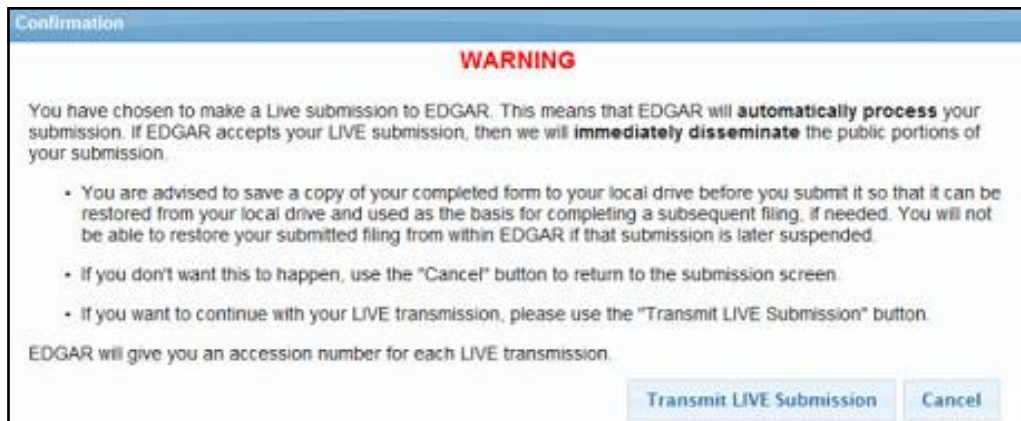 Confirmation
WARNING
You have chosen to make a Live submission to EDGAR. This means that EDGAR will automatically process your
submission. If EDGAR accepts your LIVE submission, then we will immediately disseminate the public portions of
your submission.
• You are advised to save a copy of your completed form to your local drive before you submit it so that it can be
restored from your local drive and used as the basis for completing a subsequent filing, if needed. You will not
be able to restore your submitted filing from within EDGAR if that submission is later suspended.
• If you don't want this to happen, use the "Cancel" button to return to the submission screen.
• If you want to continue with your LIVE transmission, please use the "Transmit LIVE Submission" button.
EDGAR will give you an accession number for each LIVE transmission.
Transmit LIVE Submission Cancel